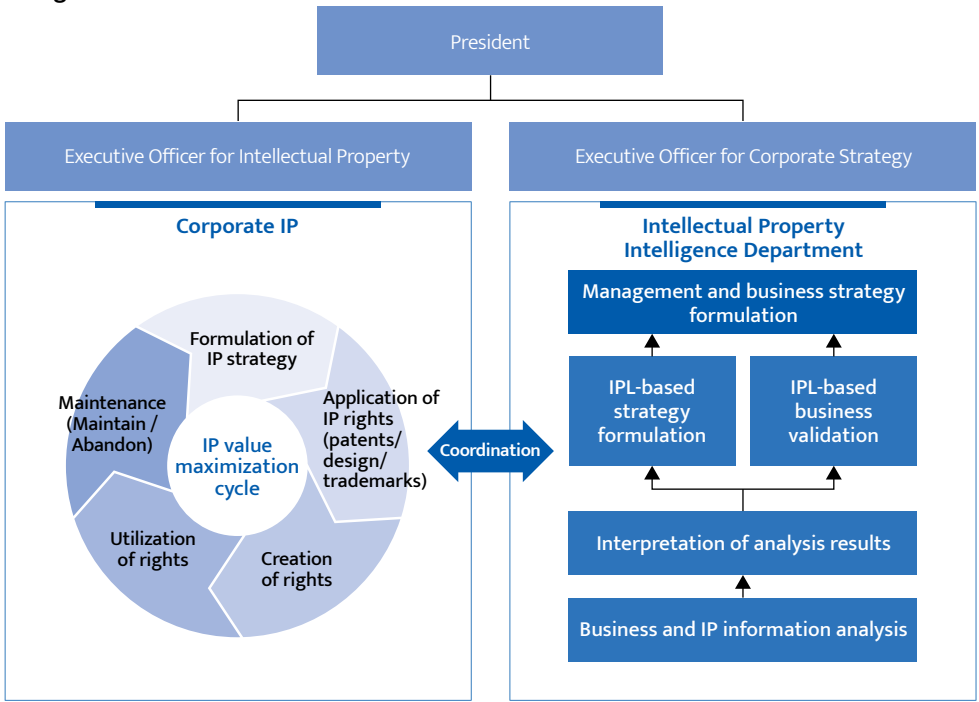 President
Executive Officer for Intellectual Property
Executive Officer for Corporate Strategy
Corporate IP
Formulation of
IP strategy
Application of
IP rights
(patents/
design/
trademarks)
Creation
of rights
Utilization
of rights
Maintenance
(Maintain /
Abandon)
IP value
maximization
cycle
Coordination
Intellectual Property
Intelligence Department
Management and business strategy
formulation
IPL-based
strategy
formulation
IPL-based
business
validation
Interpretation of analysis results
Business and IP information analysis